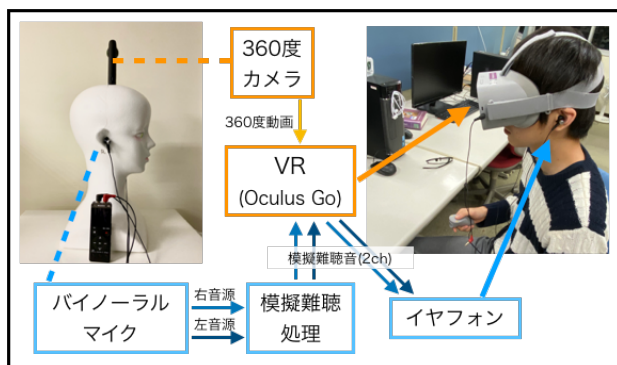 360度
カメラ
360度動画
VR
(Oculus Go)
模擬難聴音(2ch)
バイノーラル
マイク
右音源
左音源
模擬難聴
処理
イヤフォン